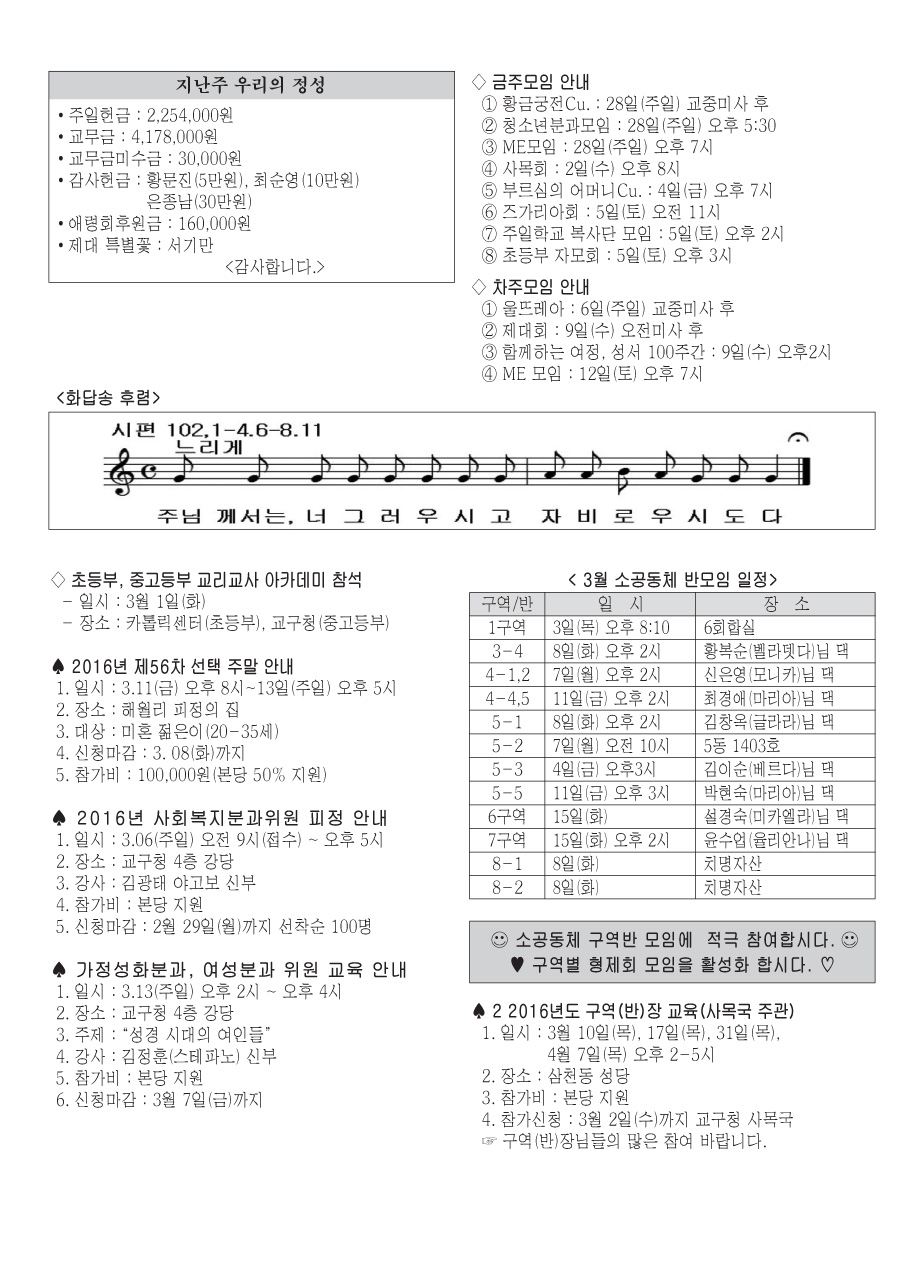 지난주 우리의 정성
• 주일헌금 : 2,254,000원
• 교무금 : 4,178,000원
• 교무금미수금 : 30,000원
• 감사헌금 : 황문진(5만원), 최순영(10만원)
은종남(30만원)
• 애령회후원금 : 160,000원
• 제대 특별꽃 : 서기만
<감사합니다.>
◇ 금주모임 안내
① 황금궁전Cu. : 28일(주일) 교중미사 후
② 청소년분과모임 : 28일(주일) 오후 5:30
③ ME모임 : 28일(주일) 오후 7시
④ 사목회 : 2일(수) 오후 8시
⑤ 부르심의 어머니Cu. : 4일(금) 오후 7시
⑥ 즈가리아회 : 5일(토) 오전 11시
⑦ 주일학교 복사단 모임 : 5일(토) 오후 2시
⑧ 초등부 자모회 : 5일(토) 오후 3시
◇ 차주모임 안내
① 울뜨레아 : 6일(주일) 교중미사 후
② 제대회 : 9일(수) 오전미사 후
③ 함께하는 여정, 성서 100주간 : 9일(수) 오후2시
④ ME 모임 : 12일(토) 오후 7시
<화답송 후렴>
시편 102,1-4.6-8.11
느리게
주님 께서는, 너 그 러 우 시 고 자 비 로 우 시 도 다
◇ 초등부, 중고등부 교리교사 아카데미 참석
- 일시 : 3월 1일(화)
- 장소 : 카톨릭센터(초등부), 교구청(중고등부)
♠ 2016년 제56차 선택 주말 안내
1. 일시 : 3.11(금) 오후 8시~13일(주일) 오후 5시
2. 장소 : 해월리 피정의 집
3. 대상 : 미혼 젊은이(20-35세)
4. 신청마감 : 3. 08(화)까지
5. 참가비 : 100,000원(본당 50% 지원)
♠ 2016년 사회복지분과위원 피정 안내
1. 일시 : 3.06(주일) 오전 9시(접수) ~ 오후 5시
2. 장소 : 교구청 4층 강당
3. 강사 : 김광태 야고보 신부
4. 참가비 : 본당 지원
5. 신청마감 : 2월 29일(월)까지 선착순 100명
♠ 가정성화분과, 여성분과 위원 교육 안내
1. 일시 : 3.13(주일) 오후 2시 ~ 오후 4시
2. 장소 : 교구청 4층 강당
3. 주제 : “성경 시대의 여인들”
4. 강사 : 김정훈(스테파노) 신부
5. 참가비 : 본당 지원
6. 신청마감 : 3월 7일(금)까지
< 3월 소공동체 반모임 일정>
구역/반 일 시 장 소
1구역 3일(목) 오후 8:10 6회합실
3-4 8일(화) 오후 2시 황복순(벨라뎃다)님 댁
4-1,2 7일(월) 오후 2시 신은영(모니카)님 댁
4-4,5 11일(금) 오후 2시 최경애(마리아)님 댁
5-1 8일(화) 오후 2시 김창옥(글라라)님 댁
5-2 7일(월) 오전 10시 5동 1403호
5-3 4일(금) 오후3시 김이순(베르다)님 댁
5-5 11일(금) 오후 3시 박현숙(마리아)님 댁
6구역 15일(화) 설경숙(미카엘라)님 댁
7구역 15일(화) 오후 2시 윤수업(율리안나)님 댁
8-1 8일(화) 치명자산
8-2 8일(화) 치명자산
☺ 소공동체 구역반 모임에 적극 참여합시다. ☺
♥ 구역별 형제회 모임을 활성화 합시다. ♡
♠ 2 2016년도 구역(반)장 교육(사목국 주관)
1. 일시 : 3월 10일(목), 17일(목), 31일(목),
4월 7일(목) 오후 2-5시
2. 장소 : 삼천동 성당
3. 참가비 : 본당 지원
4. 참가신청 : 3월 2일(수)까지 교구청 사목국
☞ 구역(반)장님들의 많은 참여 바랍니다.